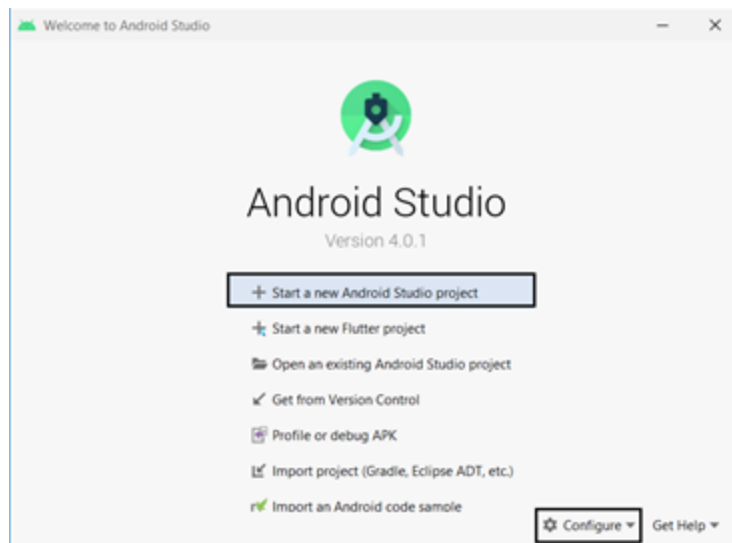 Welcome to Android Studio
Android Studio
Version 4.0.1
Start a new Android Studio project
Start a new Flutter project
Open an existing Android Studio project
Get from Version Control
Profile or debug APK
Import project (Gradle, Eclipse ADT, etc.)
Import an Android code sample
Configure Get Help